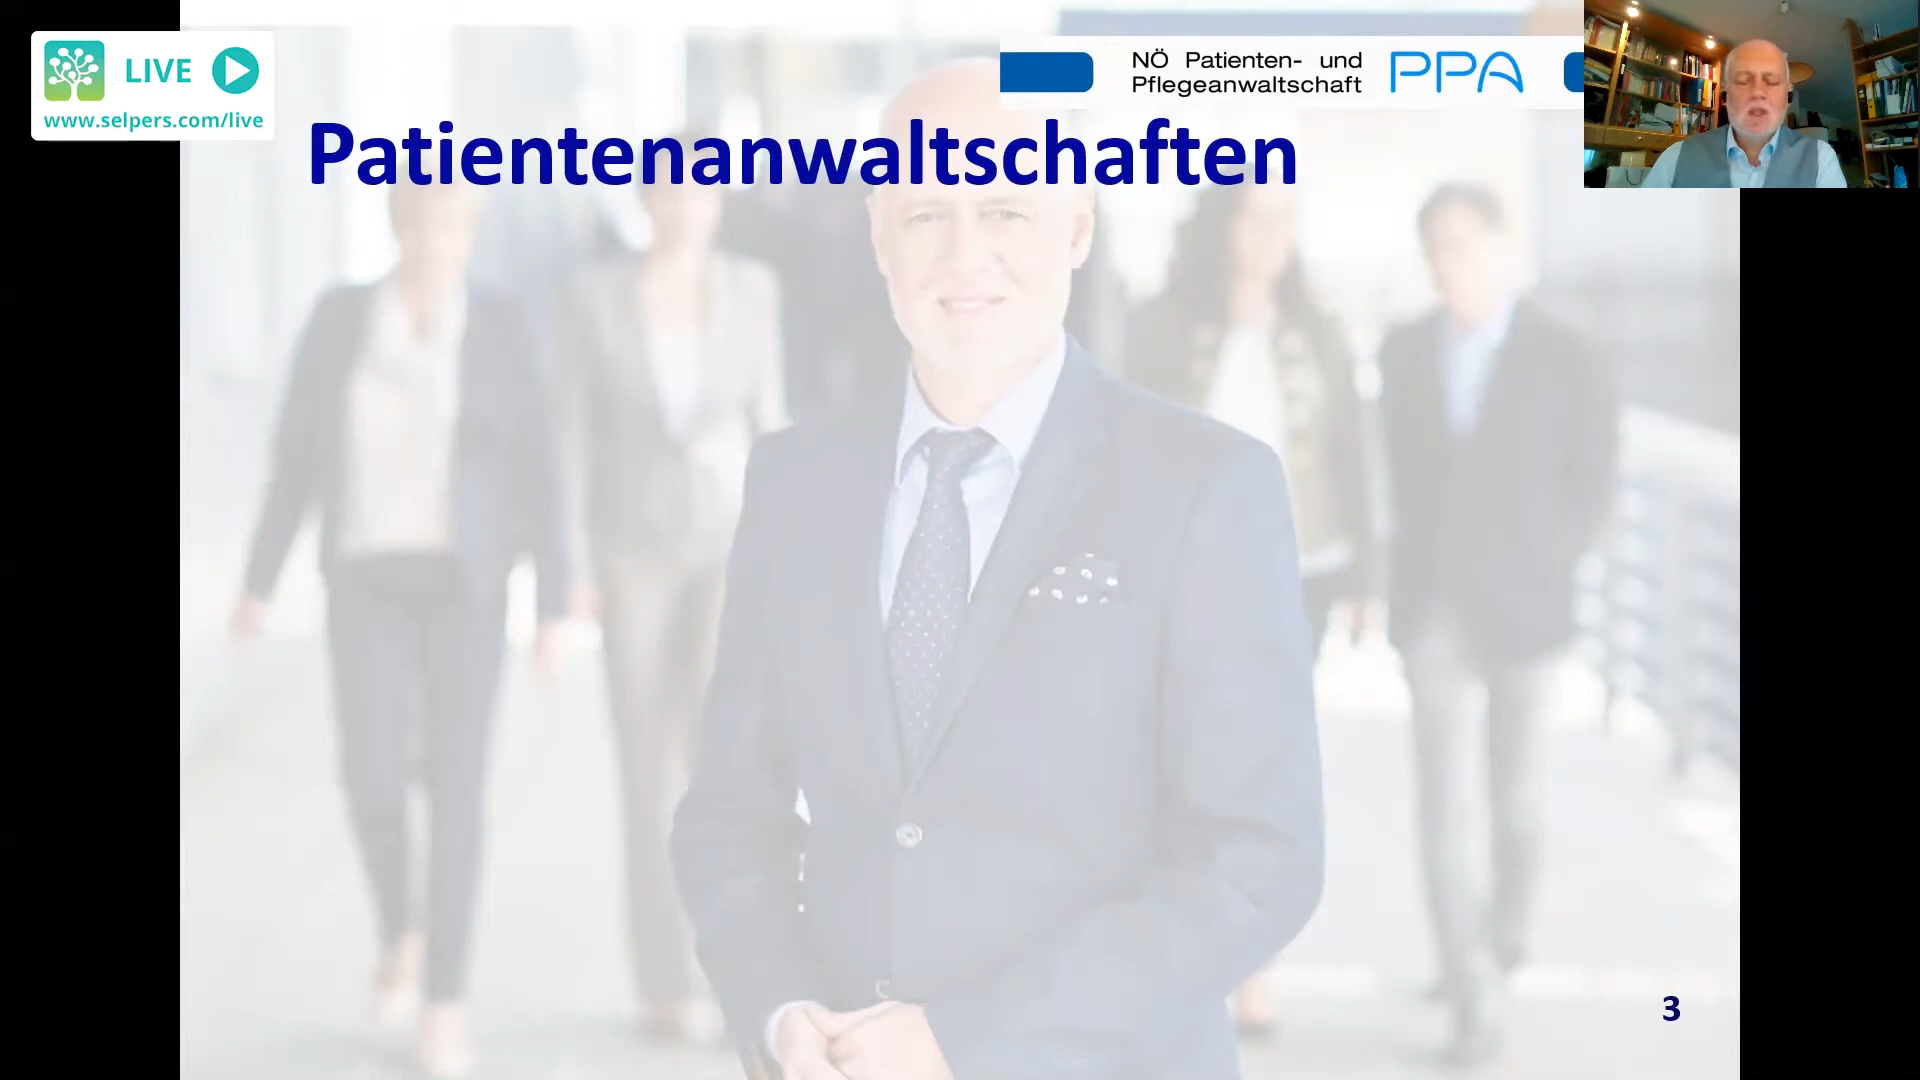 LIVE
www.selpers.com/live
NÖ Patienten- und
Pflegeanwaltschaft
PPA
Patientenanwaltschaften
3